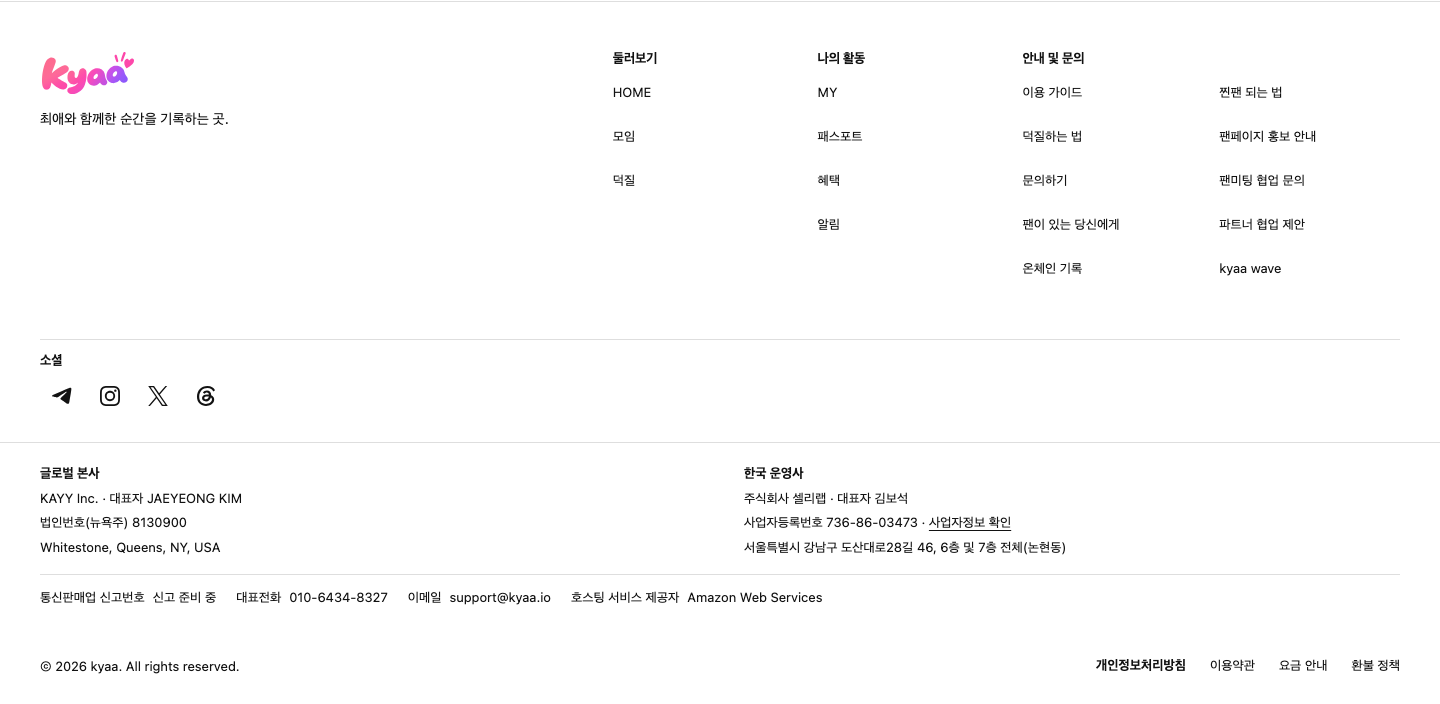 kyaa
최애와 함께한 순간을 기록하는 곳.
둘러보기
HOME
모임
덕질
나의 활동
MY
패스포트
혜택
알림
안내 및 문의
이용 가이드
덕질하는 법
문의하기
팬이 있는 당신에게
온체인 기록
찐팬 되는 법
팬페이지 홍보 안내
팬미팅 협업 문의
파트너 협업 제안
kyaa wave
소셜
글로벌 본사
KAYY Inc. · 대표자 JAEYEONG KIM
법인번호(뉴욕주) 8130900
Whitestone, Queens, NY, USA
한국 운영사
주식회사 셀리랩 · 대표자 김보석
사업자등록번호 736-86-03473 · 사업자정보 확인
서울특별시 강남구 도산대로28길 46, 6층 및 7층 전체(논현동)
통신판매업 신고번호 신고 준비 중 대표전화 010-6434-8327 이메일 support@kyaa.io 호스팅 서비스 제공자 Amazon Web Services
© 2026 kyaa. All rights reserved.
개인정보처리방침 이용약관 요금 안내 환불 정책